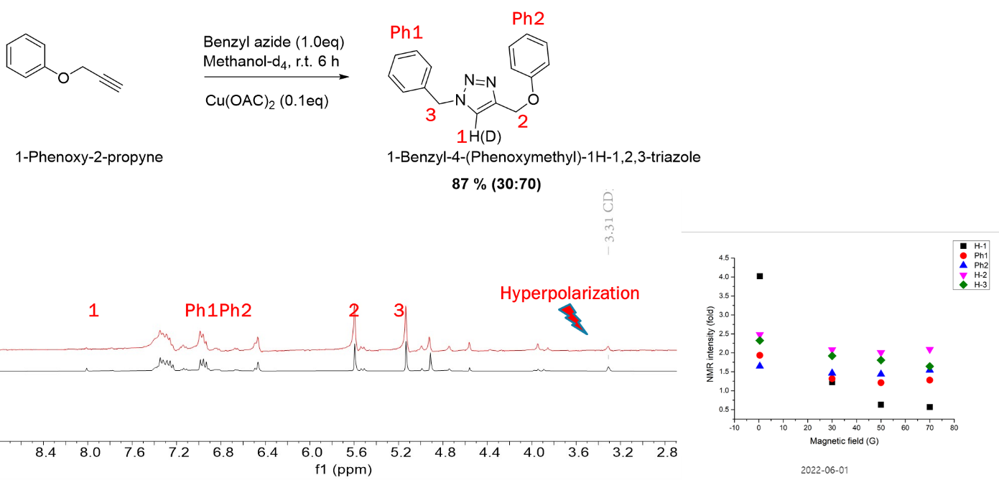 Ph2
Ph1
Benzyl azide (1.0eq)
Methanol-d4, r.t. 6 h
Cu(OAC)2 (0.1eq)
O
N=N
N
O
3
2
1 H(D)
1-Phenoxy-2-propyne
1-Benzyl-4-(Phenoxymethyl)-1H-1,2,3-triazole
87 % (30:70)
– 3.31 CD
Hyperpolarization
1
Ph1Ph2
2
3
8.4 8.0 7.6 7.2 6.8 6.4 6.0 5.6 5.2 4.8 4.4 4.0 3.6 3.2 2.8
f1 (ppm)
H-1
Ph1
Ph2
H-2
H-3
NMR intensity (fold)
4.5
4.0
3.5
3.0
2.5
2.0
1.5
1.0
0.5
-10 0 10 20 30 40 50 60 70 80
Magnetic field (G)
2022-06-01